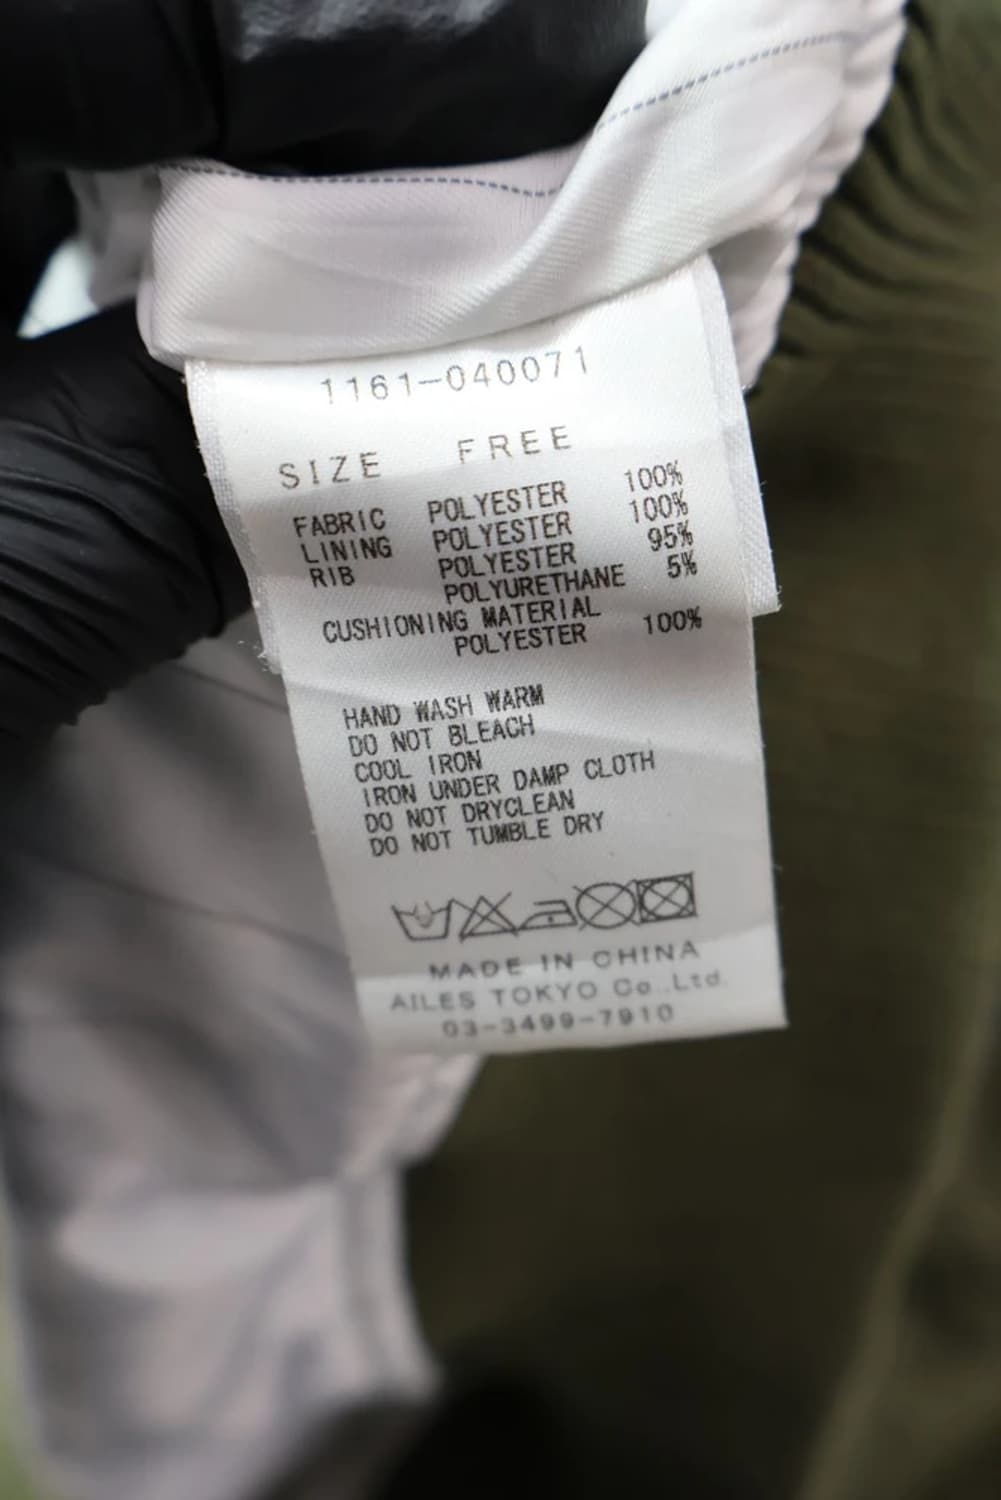 1161-040071
SIZE FREE
FABRIC POLYESTER 100%
LINING POLYESTER 100%
RIB POLYESTER 95%
POLYURETHANE 5%
CUSHIONING MATERIAL
POLYESTER 100%
HAND WASH WARM
DO NOT BLEACH
COOL IRON
IRON UNDER DAMP CLOTH
DO NOT DRYCLEAN
DO NOT TUMBLE DRY
MADE IN CHINA
AILES TOKYO Co.,Ltd.
03-3499-7910